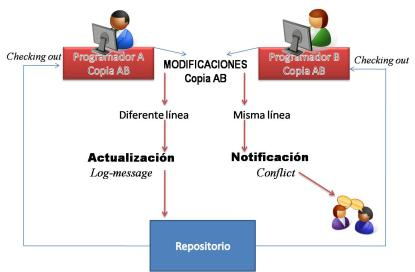 Checking out
Programador A
Copia AB
MODIFICACIONES
Copia AB
Programador B
Copia AB
Checking out
Diferente línea
Misma línea
Actualización
Log-message
Notificación
Conflict
Repositorio